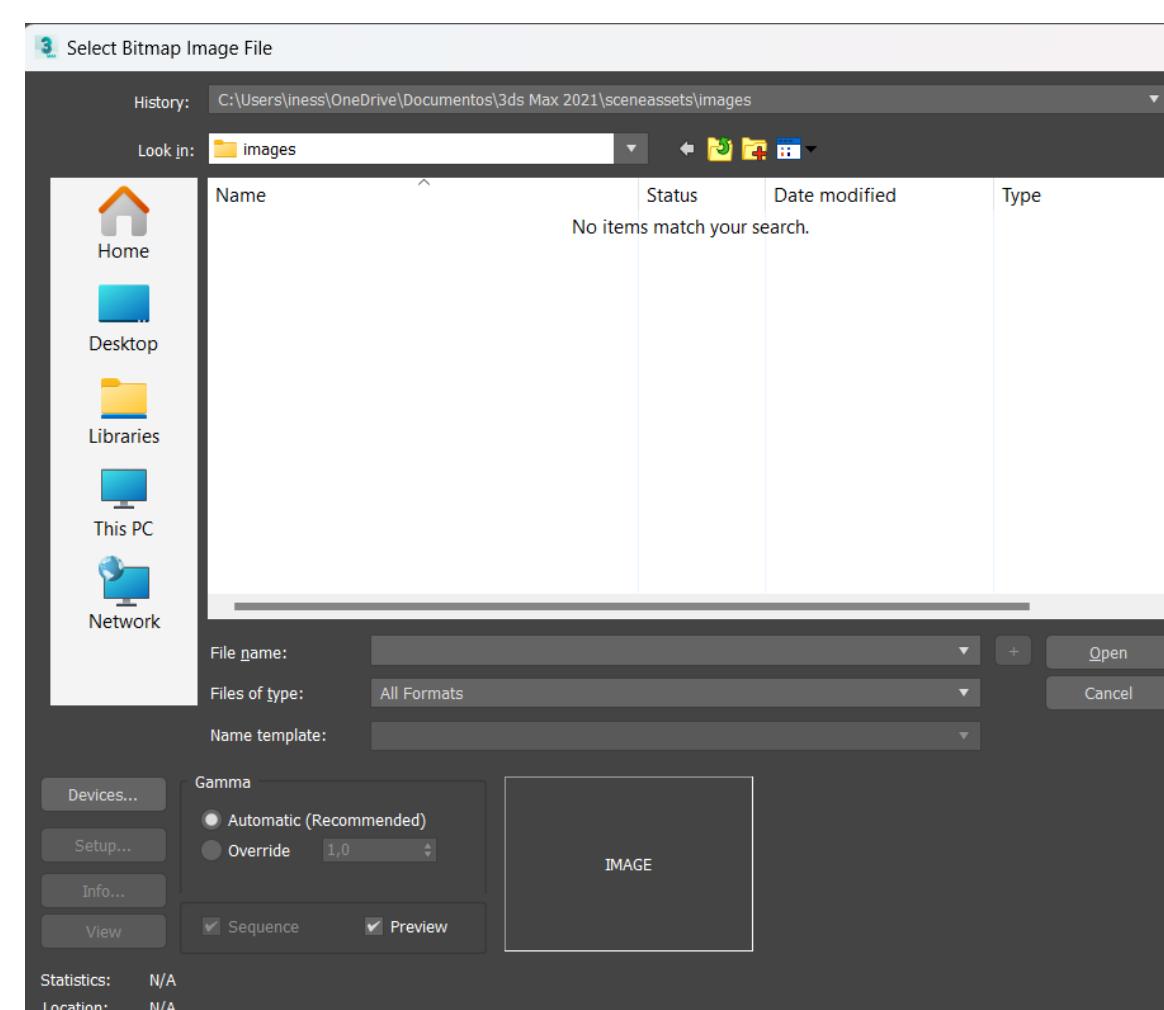 Select Bitmap Image File
History: C:\Users\iness\OneDrive\Documentos\3ds Max 2021\sceneassets\images
Look in: images
Name Status Date modified Type
No items match your search.
Home
Desktop
Libraries
This PC
Network
File name: + Open
Files of type: All Formats Cancel
Name template:
Devices...
Setup...
Info...
View
Gamma
Automatic (Recommended)
Override 1,0
Sequence Preview
IMAGE
Statistics: N/A
Location: N/A